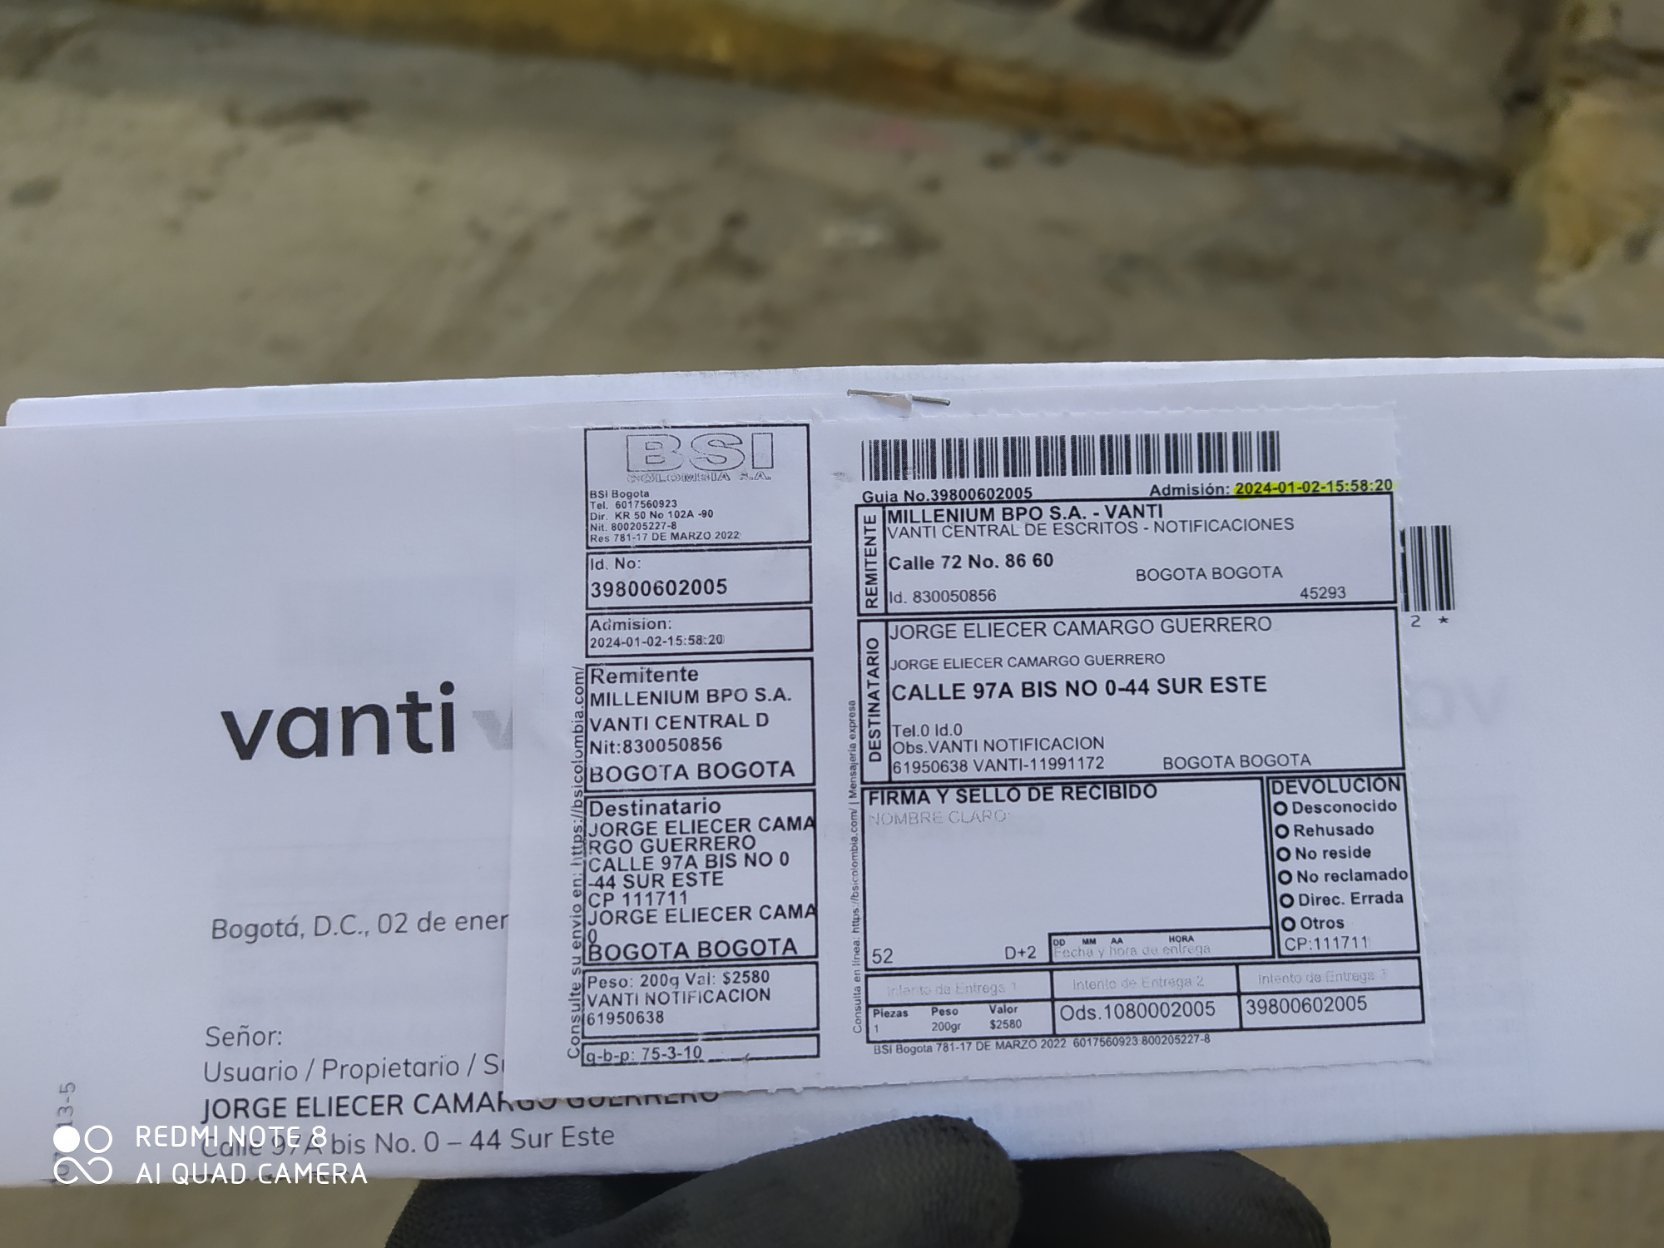 BSI
COLOMBIA S.A.
BSI Bogota
Tel. 6017560923
Dir. KR 50 No 102A -90
Nit. 800205227-8
Res 781-17 DE MARZO 2022
Id. No:
39800602005
Admision:
2024-01-02-15:58:20
Remitente
MILLENIUM BPO S.A.
VANTI CENTRAL D
Nit:830050856
BOGOTA BOGOTA
Destinatario
JORGE ELIECER CAMA
RGO GUERRERO
CALLE 97A BIS NO 0
-44 SUR ESTE
CP 111711
JORGE ELIECER CAMA
0
BOGOTA BOGOTA
Peso: 200g Val: $2580
VANTI NOTIFICACION
61950638
q-b-p: 75-3-10
Consulte su envio en: https://bsicolombia.com/
Guia No.39800602005
Admisión: 2024-01-02-15:58:20
REMITENTE
MILLENIUM BPO S.A. - VANTI
VANTI CENTRAL DE ESCRITOS - NOTIFICACIONES
Calle 72 No. 86 60
BOGOTA BOGOTA
Id. 830050856
45293
2 *
DESTINATARIO
JORGE ELIECER CAMARGO GUERRERO
JORGE ELIECER CAMARGO GUERRERO
CALLE 97A BIS NO 0-44 SUR ESTE
Tel.0 Id.0
Obs.VANTI NOTIFICACION
61950638 VANTI-11991172
BOGOTA BOGOTA
FIRMA Y SELLO DE RECIBIDO
NOMBRE CLARO
52
D+2
DD MM AA HORA
Fecha y hora de entrega
DEVOLUCIÓN
Desconocido
Rehusado
No reside
No reclamado
Direc. Errada
Otros
CP:111711
Intento de Entrega 1
Intento de Entrega 2
Intento de Entrega 3
Piezas Peso Valor
1 200gr $2580
Ods.1080002005
39800602005
BSI Bogota 781-17 DE MARZO 2022 6017560923 800205227-8
Consulta en linea: https://bsicolombia.com/ | Mensajeria expresa
vanti
Bogotá, D.C., 02 de ener
Señor:
Usuario / Propietario / S
JORGE ELIECER CAMARGO GUERRERO
Calle 97A bis No. 0 – 44 Sur Este
REDMI NOTE 8
AI QUAD CAMERA